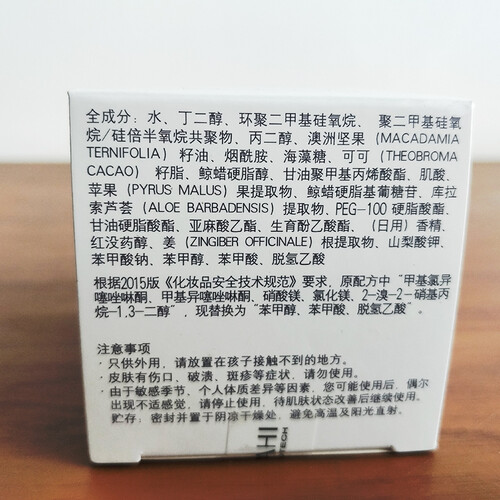 全成分：水、丁二醇、环聚二甲基硅氧烷、 聚二甲基硅氧
烷/硅倍半氧烷共聚物、丙二醇、澳洲坚果 (MACADAMIA
TERNIFOLIA) 籽油、烟酰胺、海藻糖、可可 (THEOBROMA
CACAO) 籽脂、鲸蜡硬脂醇、甘油聚甲基丙烯酸酯、肌酸、
苹果 (PYRUS MALUS) 果提取物、鲸蜡硬脂基葡糖苷、库拉
索芦荟 (ALOE BARBADENSIS) 提取物、PEG-100 硬脂酸酯、
甘油硬脂酸酯、亚麻酸乙酯、生育酚乙酸酯、（日用）香精、
红没药醇、姜 (ZINGIBER OFFICINALE) 根提取物、山梨酸钾、
苯甲酸钠、苯甲醇、苯甲酸、脱氢乙酸
根据2015版《化妆品安全技术规范》要求，原配方中“甲基氯异
噻唑啉酮、甲基异噻唑啉酮、硝酸镁、氯化镁、2-溴-2-硝基丙
烷-1,3-二醇”，现替换为“苯甲醇、苯甲酸、脱氢乙酸”。
注意事项
· 只供外用，请放置在孩子接触不到的地方。
· 皮肤有伤口、破溃、斑疹等症状，请勿使用。
· 由于敏感季节、个人体质差异等因素，您可能使用后，偶尔
出现不适感觉，请停止使用，待肌肤状态改善后继续使用。
贮存：密封并置于阴凉干燥处，避免高温及阳光直射。
AHI
TECH